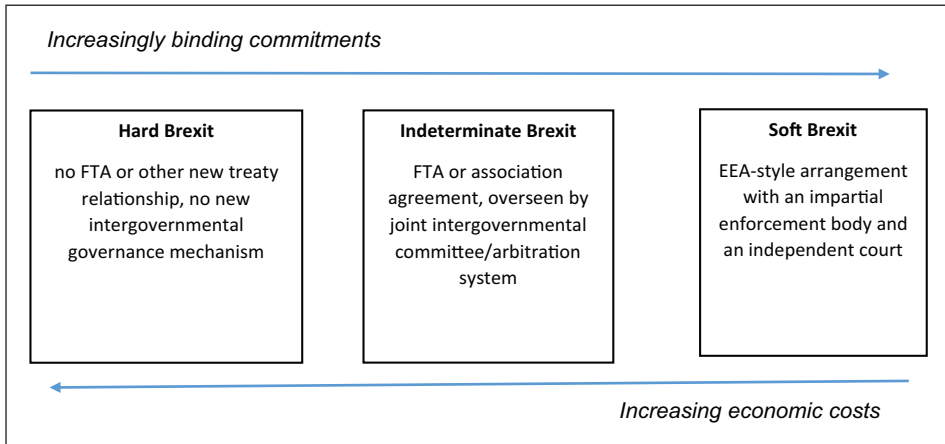 Increasingly binding commitments
Hard Brexit
no FTA or other new treaty
relationship, no new
intergovernmental
governance mechanism
Indeterminate Brexit
FTA or association
agreement, overseen by
joint intergovernmental
committee/arbitration
system
Soft Brexit
EEA-style arrangement
with an impartial
enforcement body and
an independent court
Increasing economic costs